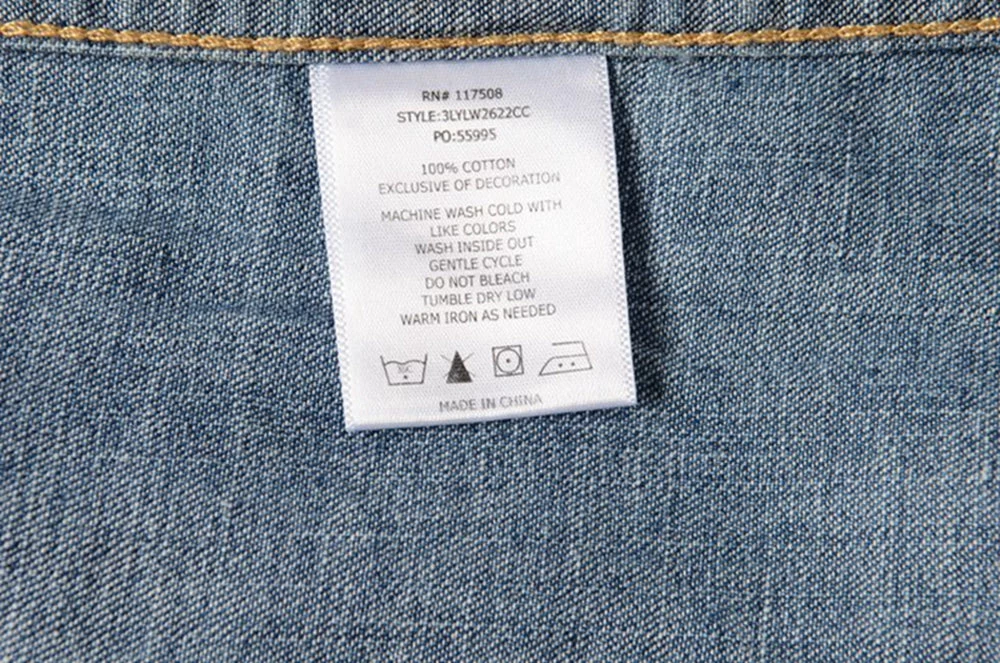 RN# 117508
STYLE:3LYLW2622CC
PO:55995
100% COTTON
EXCLUSIVE OF DECORATION
MACHINE WASH COLD WITH
LIKE COLORS
WASH INSIDE OUT
GENTLE CYCLE
DO NOT BLEACH
TUMBLE DRY LOW
WARM IRON AS NEEDED
MADE IN CHINA